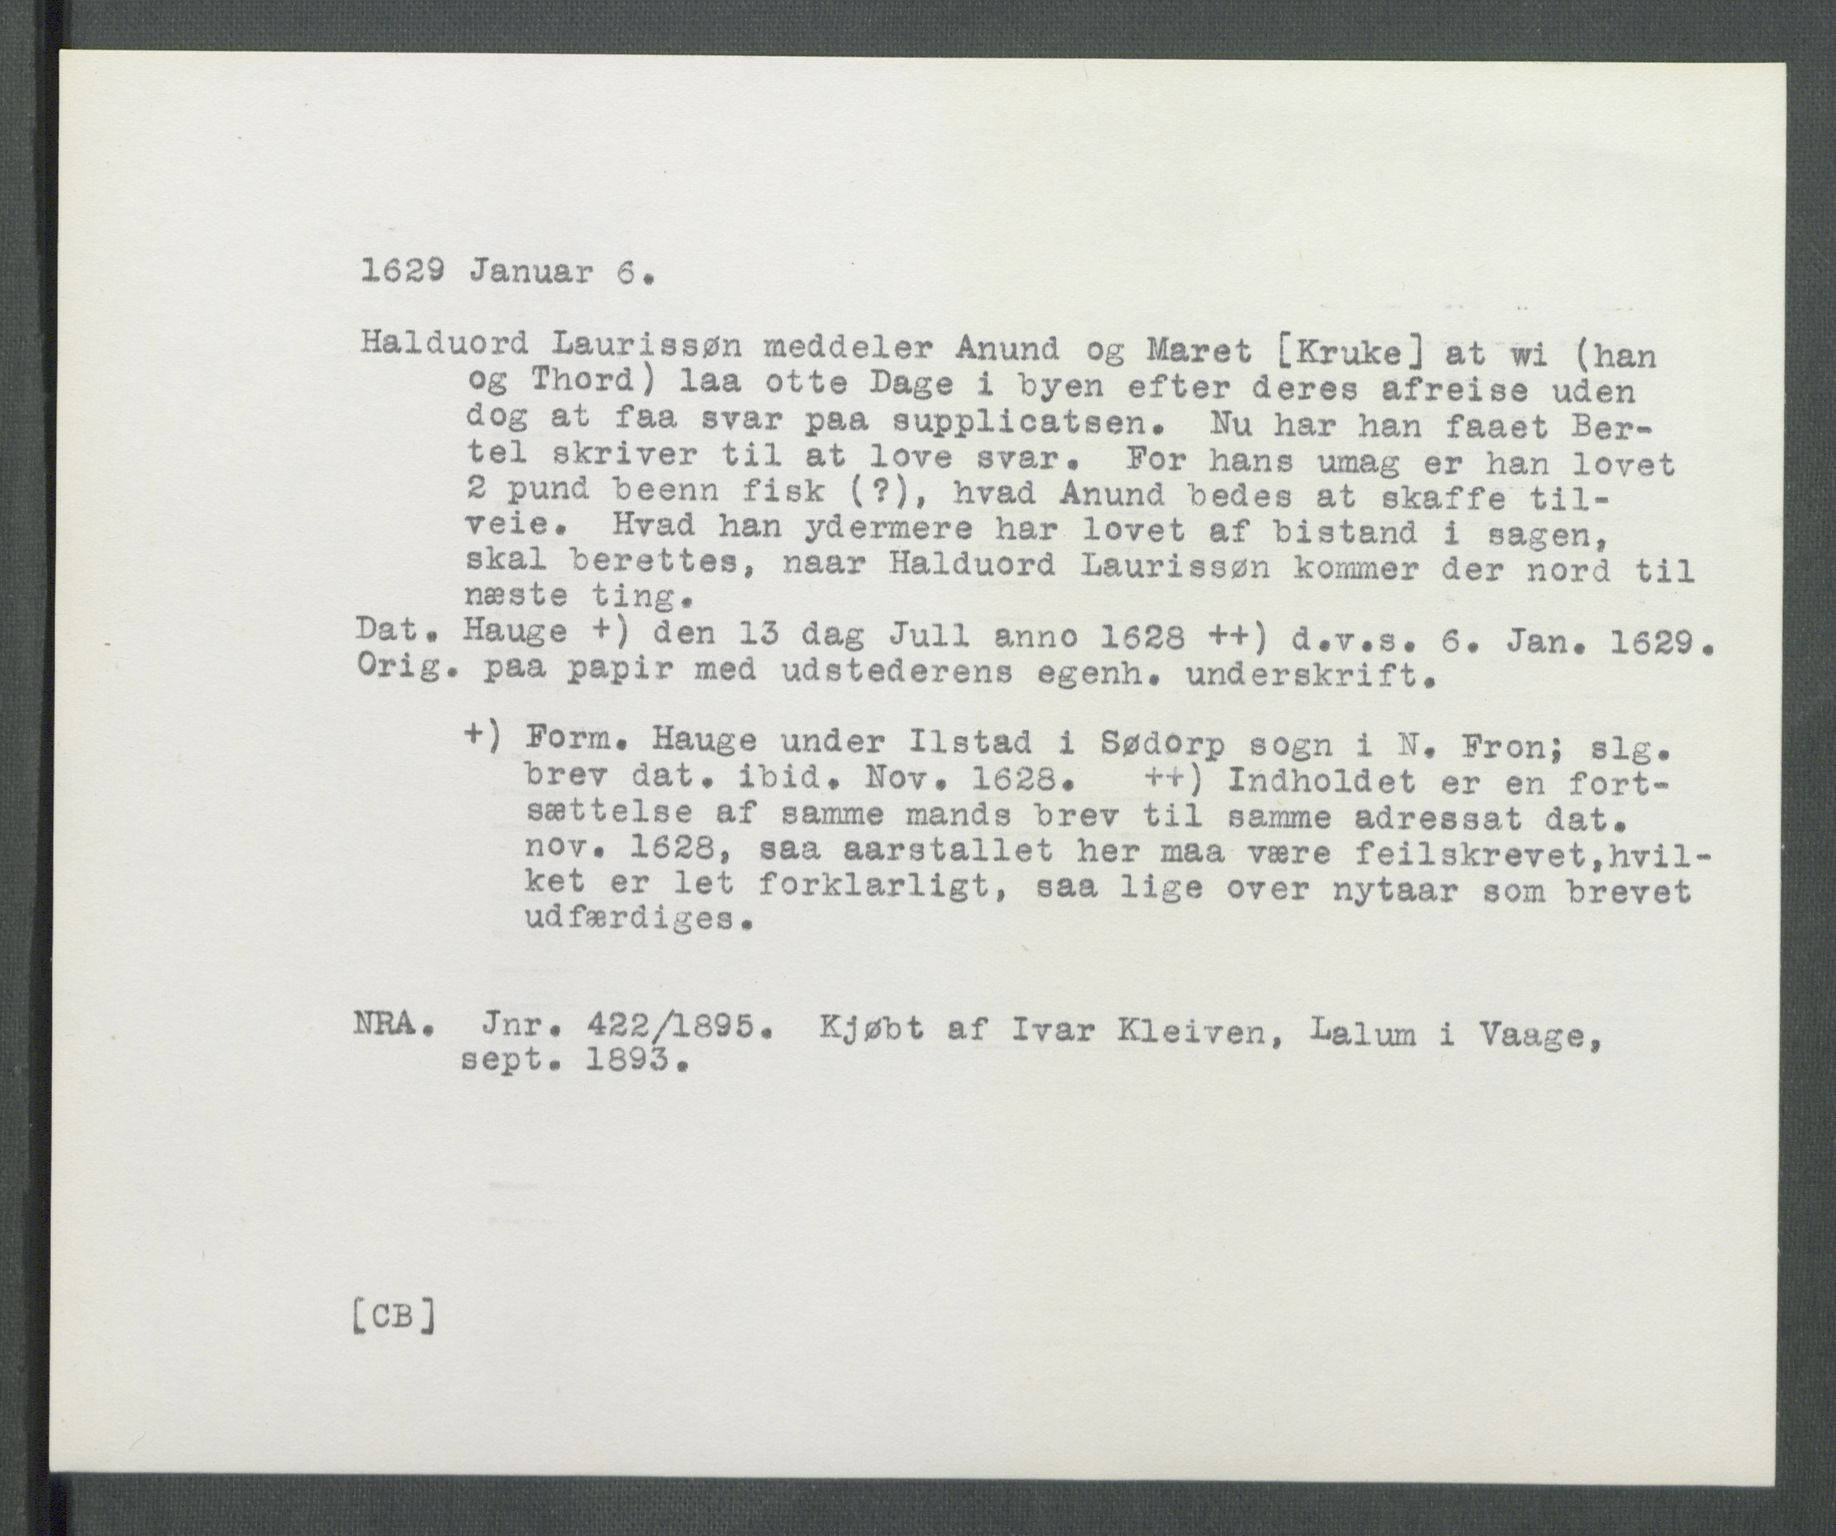 1629 Januar 6.
Halduord Laurissøn meddeler Anund og Maret [Kruke] at wi (han
og Thord) laa otte Dage i byen efter deres afreise uden
dog at faa svar paa supplicatsen. Nu har han faaet Ber-
tel skriver til at love svar. For hans umag er han lovet
2 pund beenn fisk (?), hvad Anund bedes at skaffe til-
veie. Hvad han ydermere har lovet af bistand i sagen,
skal berettes, naar Halduord Laurissøn kommer der nord til
næste ting.
Dat. Hauge +) den 13 dag Jull anno 1628 ++) d.v.s. 6. Jan. 1629.
Orig. paa papir med udstederens egenh. underskrift.
+) Form. Hauge under Ilstad i Sødorp sogn i N. Fron; slg.
brev dat. ibid. Nov. 1628. ++) Indholdet er en fort-
sættelse af samme mands brev til samme adressat dat.
nov. 1628, saa aarstallet her maa være feilskrevet,hvil-
ket er let forklarligt, saa lige over nytaar som brevet
udfærdiges.
NRA. Jnr. 422/1895. Kjøbt af Ivar Kleiven, Lalum i Vaage,
sept. 1893.
[CB]